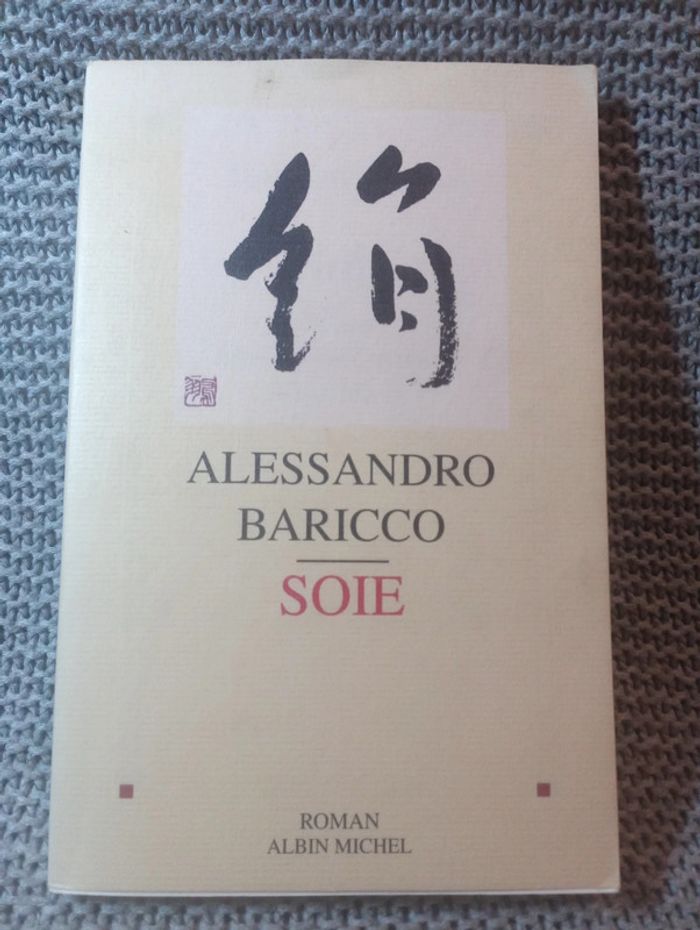 絹
ALESSANDRO
BARICCO
SOIE
ROMAN
ALBIN MICHEL